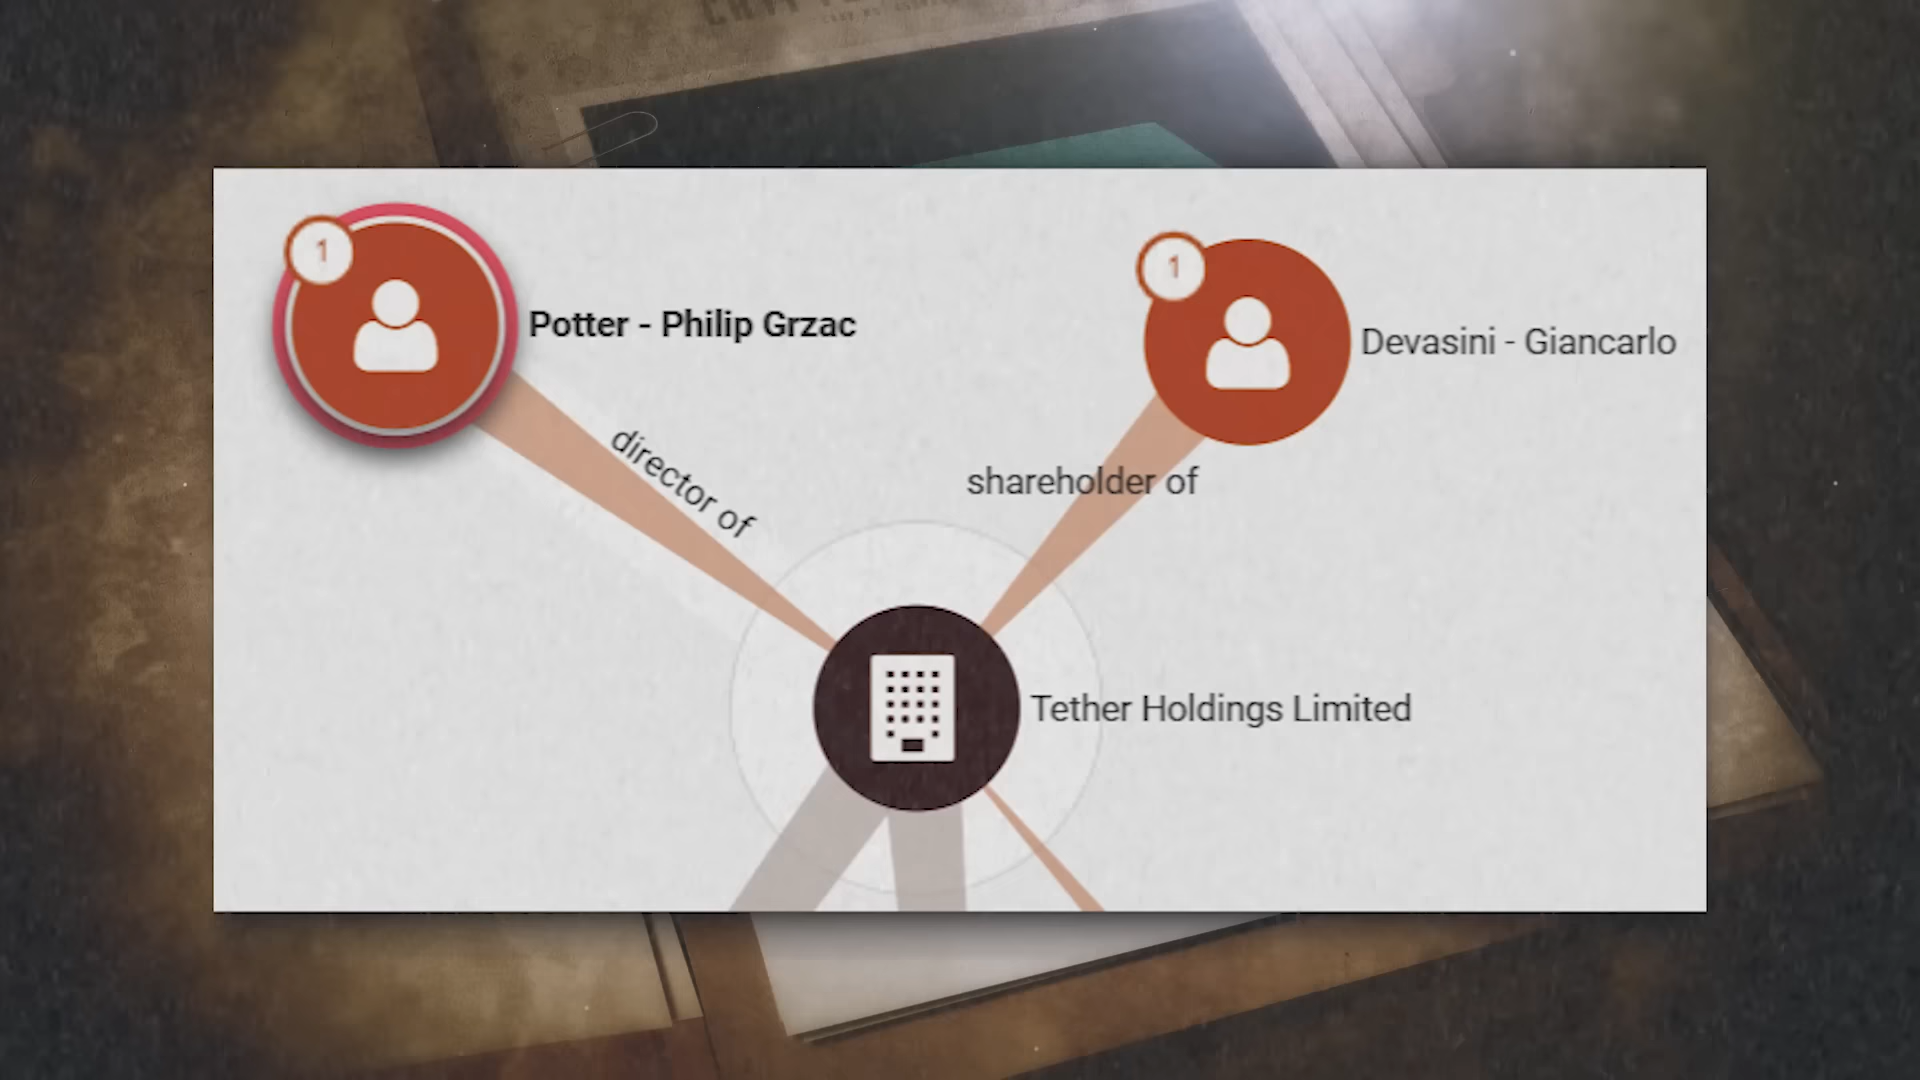 1
Potter - Philip Grzac
1
Devasini - Giancarlo
director of
shareholder of
Tether Holdings Limited